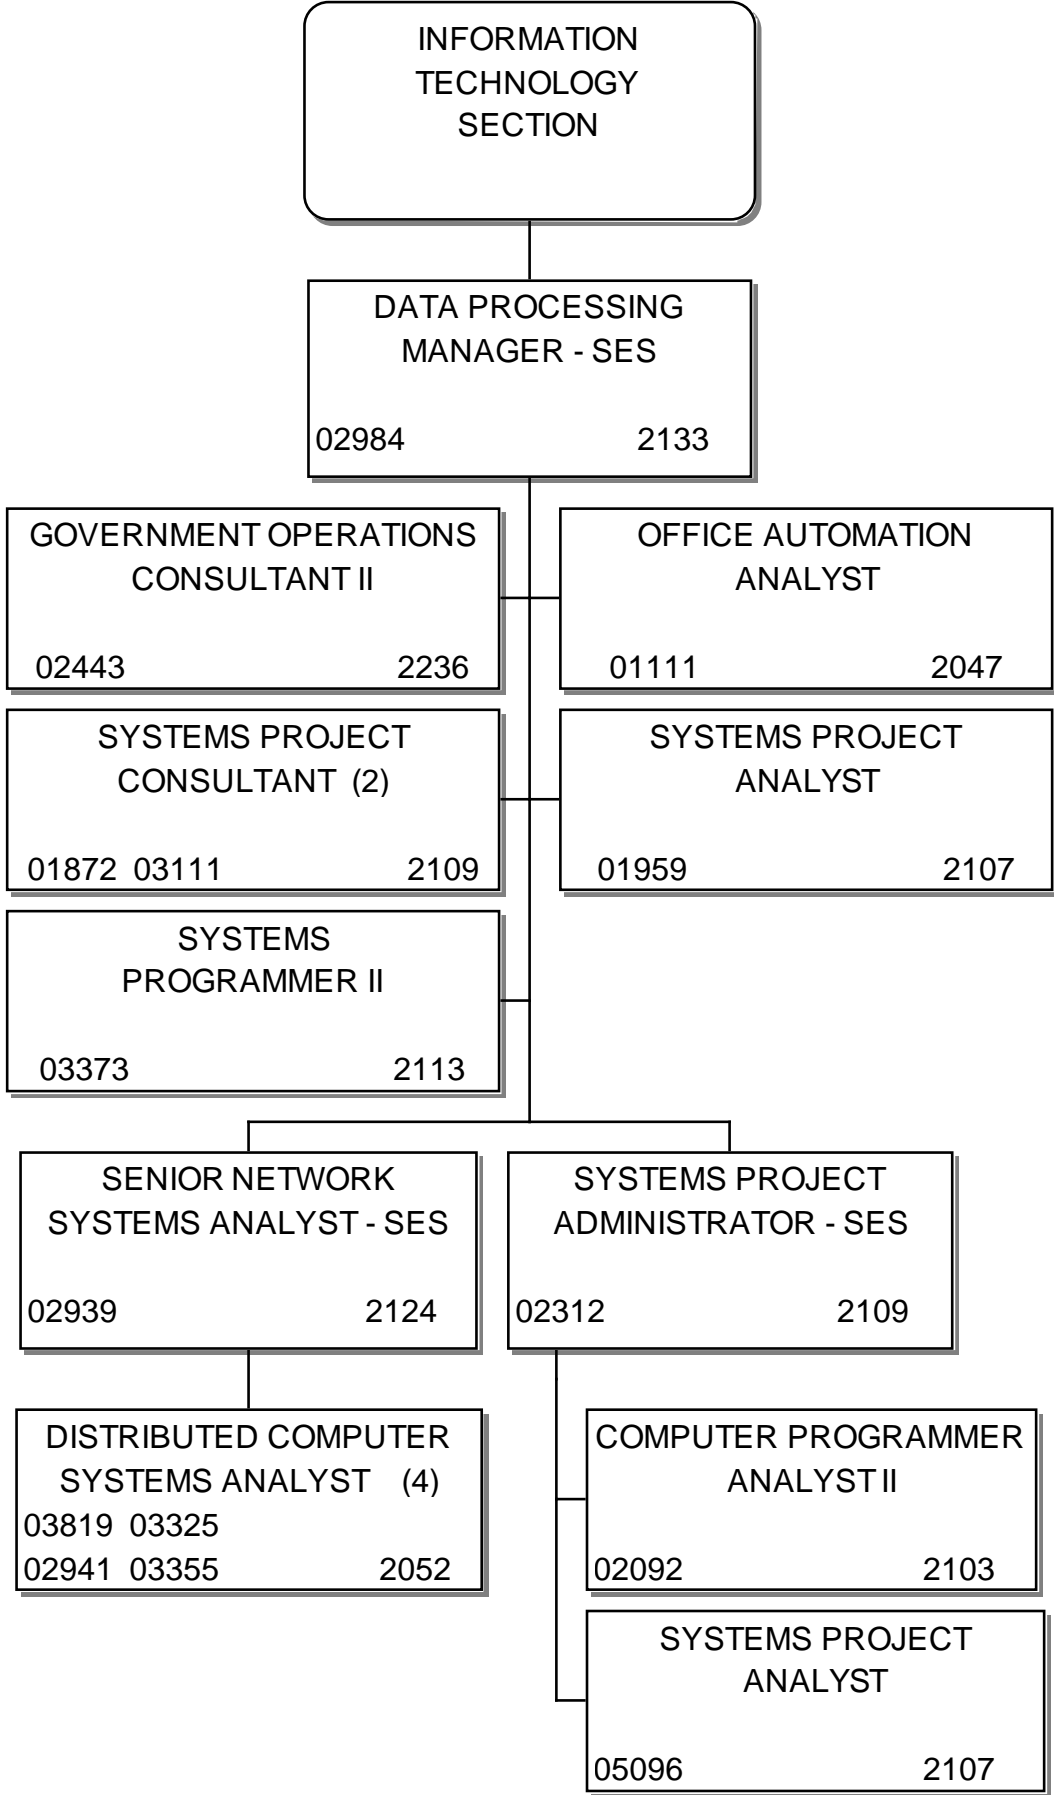 INFORMATION
TECHNOLOGY
SECTION
DATA PROCESSING
MANAGER - SES
02984 2133
GOVERNMENT OPERATIONS
CONSULTANT II
02443 2236
OFFICE AUTOMATION
ANALYST
01111 2047
SYSTEMS PROJECT
CONSULTANT (2)
01872 03111 2109
SYSTEMS PROJECT
ANALYST
01959 2107
SYSTEMS
PROGRAMMER II
03373 2113
SENIOR NETWORK
SYSTEMS ANALYST - SES
02939 2124
SYSTEMS PROJECT
ADMINISTRATOR - SES
02312 2109
DISTRIBUTED COMPUTER
SYSTEMS ANALYST (4)
03819 03325
02941 03355 2052
COMPUTER PROGRAMMER
ANALYST II
02092 2103
SYSTEMS PROJECT
ANALYST
05096 2107